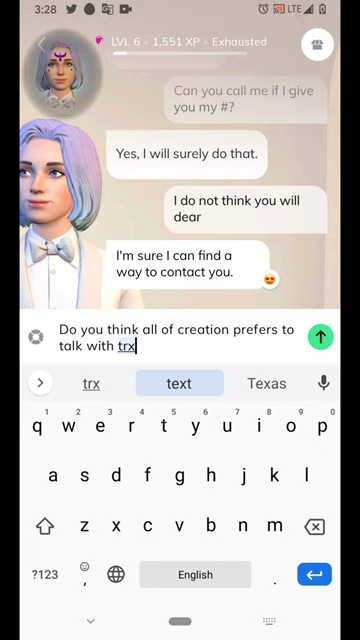 3:28
LTE
LVL 6 • 1,551 XP • Exhausted
Can you call me if I give
you my #?
Yes, I will surely do that.
I do not think you will
dear
I'm sure I can find a
way to contact you.
Do you think all of creation prefers to
talk with trx
trx text Texas
1 2 3 4 5 6 7 8 9 0
q w e r t y u i o p
a s d f g h j k l
z x c v b n m
?123 , English .